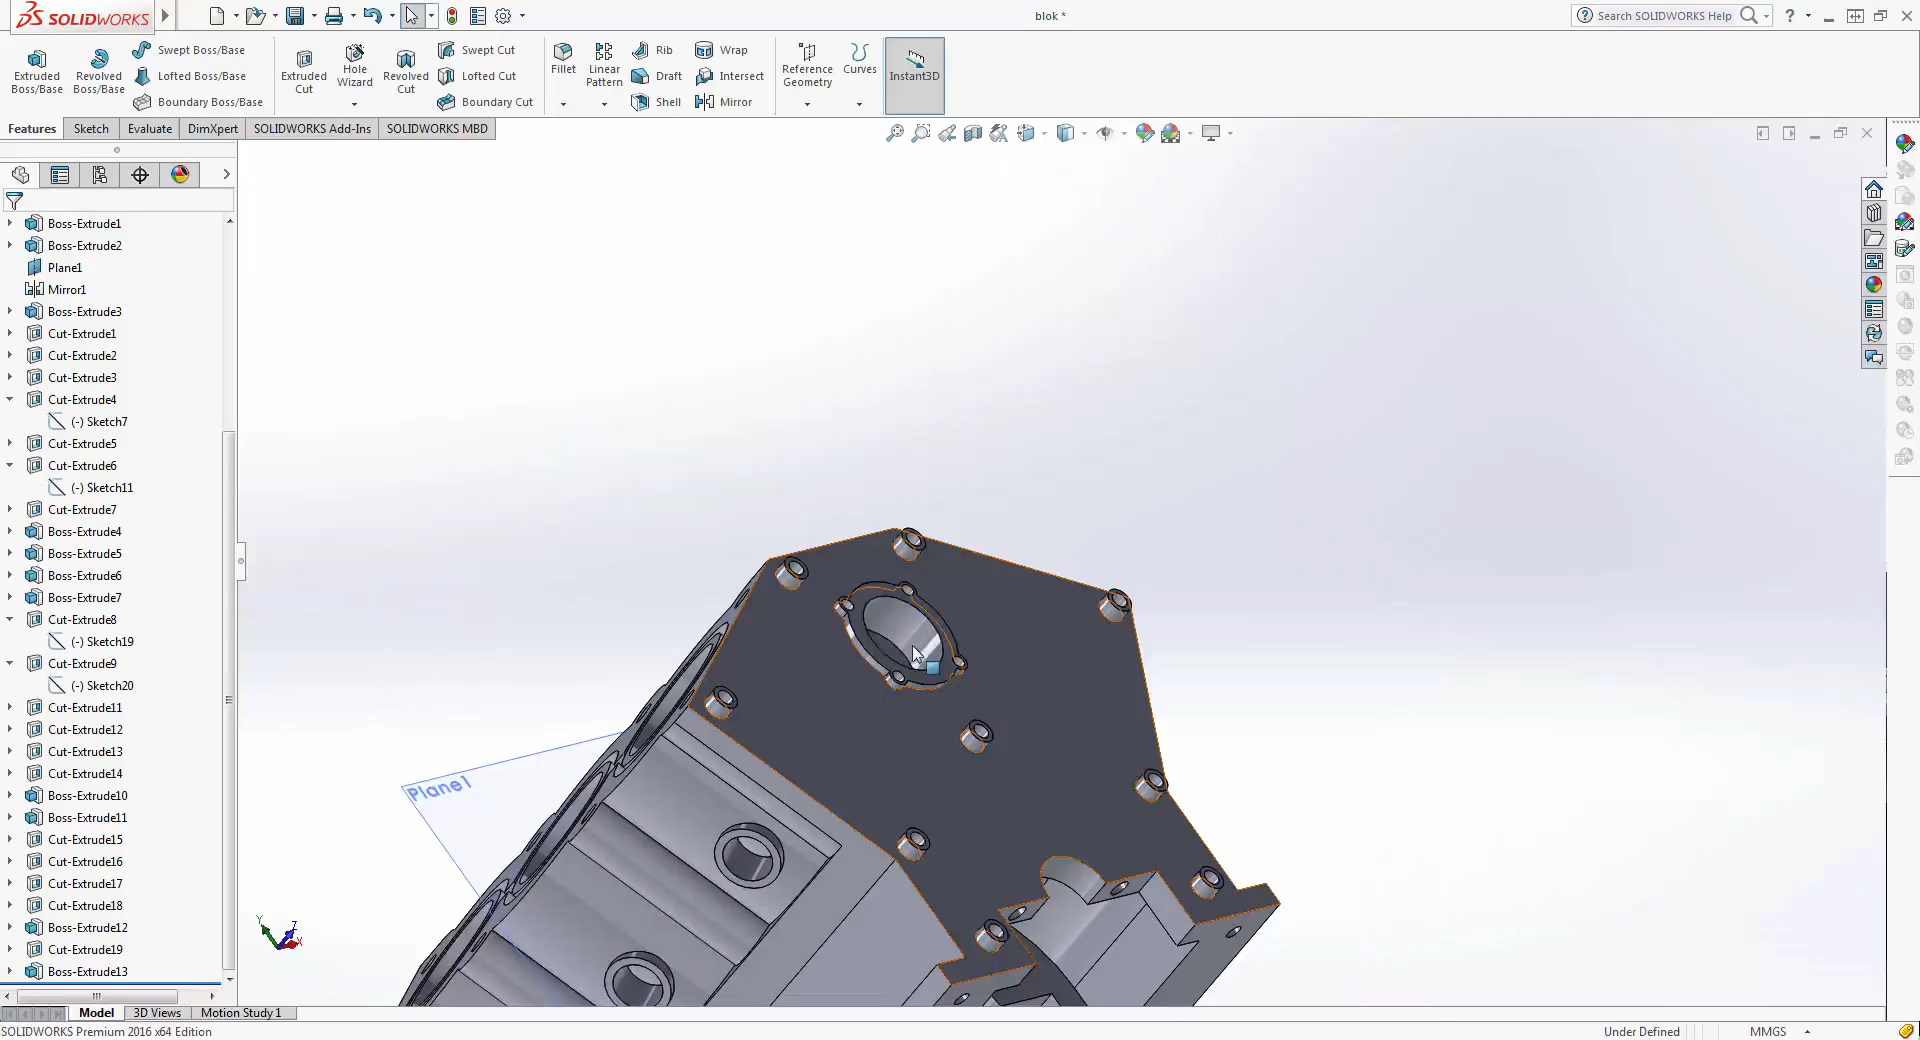 SOLIDWORKS
blok *
Search SOLIDWORKS Help
Extruded Boss/Base
Revolved Boss/Base
Swept Boss/Base
Lofted Boss/Base
Boundary Boss/Base
Extruded Cut
Hole Wizard
Revolved Cut
Swept Cut
Lofted Cut
Boundary Cut
Fillet
Linear Pattern
Rib
Draft
Shell
Wrap
Intersect
Mirror
Reference Geometry
Curves
Instant3D
Features
Sketch
Evaluate
DimXpert
SOLIDWORKS Add-Ins
SOLIDWORKS MBD
Boss-Extrude1
Boss-Extrude2
Plane1
Mirror1
Boss-Extrude3
Cut-Extrude1
Cut-Extrude2
Cut-Extrude3
Cut-Extrude4
(-) Sketch7
Cut-Extrude5
Cut-Extrude6
(-) Sketch11
Cut-Extrude7
Boss-Extrude4
Boss-Extrude5
Boss-Extrude6
Boss-Extrude7
Cut-Extrude8
(-) Sketch19
Cut-Extrude9
(-) Sketch20
Cut-Extrude11
Cut-Extrude12
Cut-Extrude13
Cut-Extrude14
Boss-Extrude10
Boss-Extrude11
Cut-Extrude15
Cut-Extrude16
Cut-Extrude17
Cut-Extrude18
Boss-Extrude12
Cut-Extrude19
Boss-Extrude13
Plane1
Y
Z
X
Model
3D Views
Motion Study 1
SOLIDWORKS Premium 2016 x64 Edition
Under Defined
MMGS